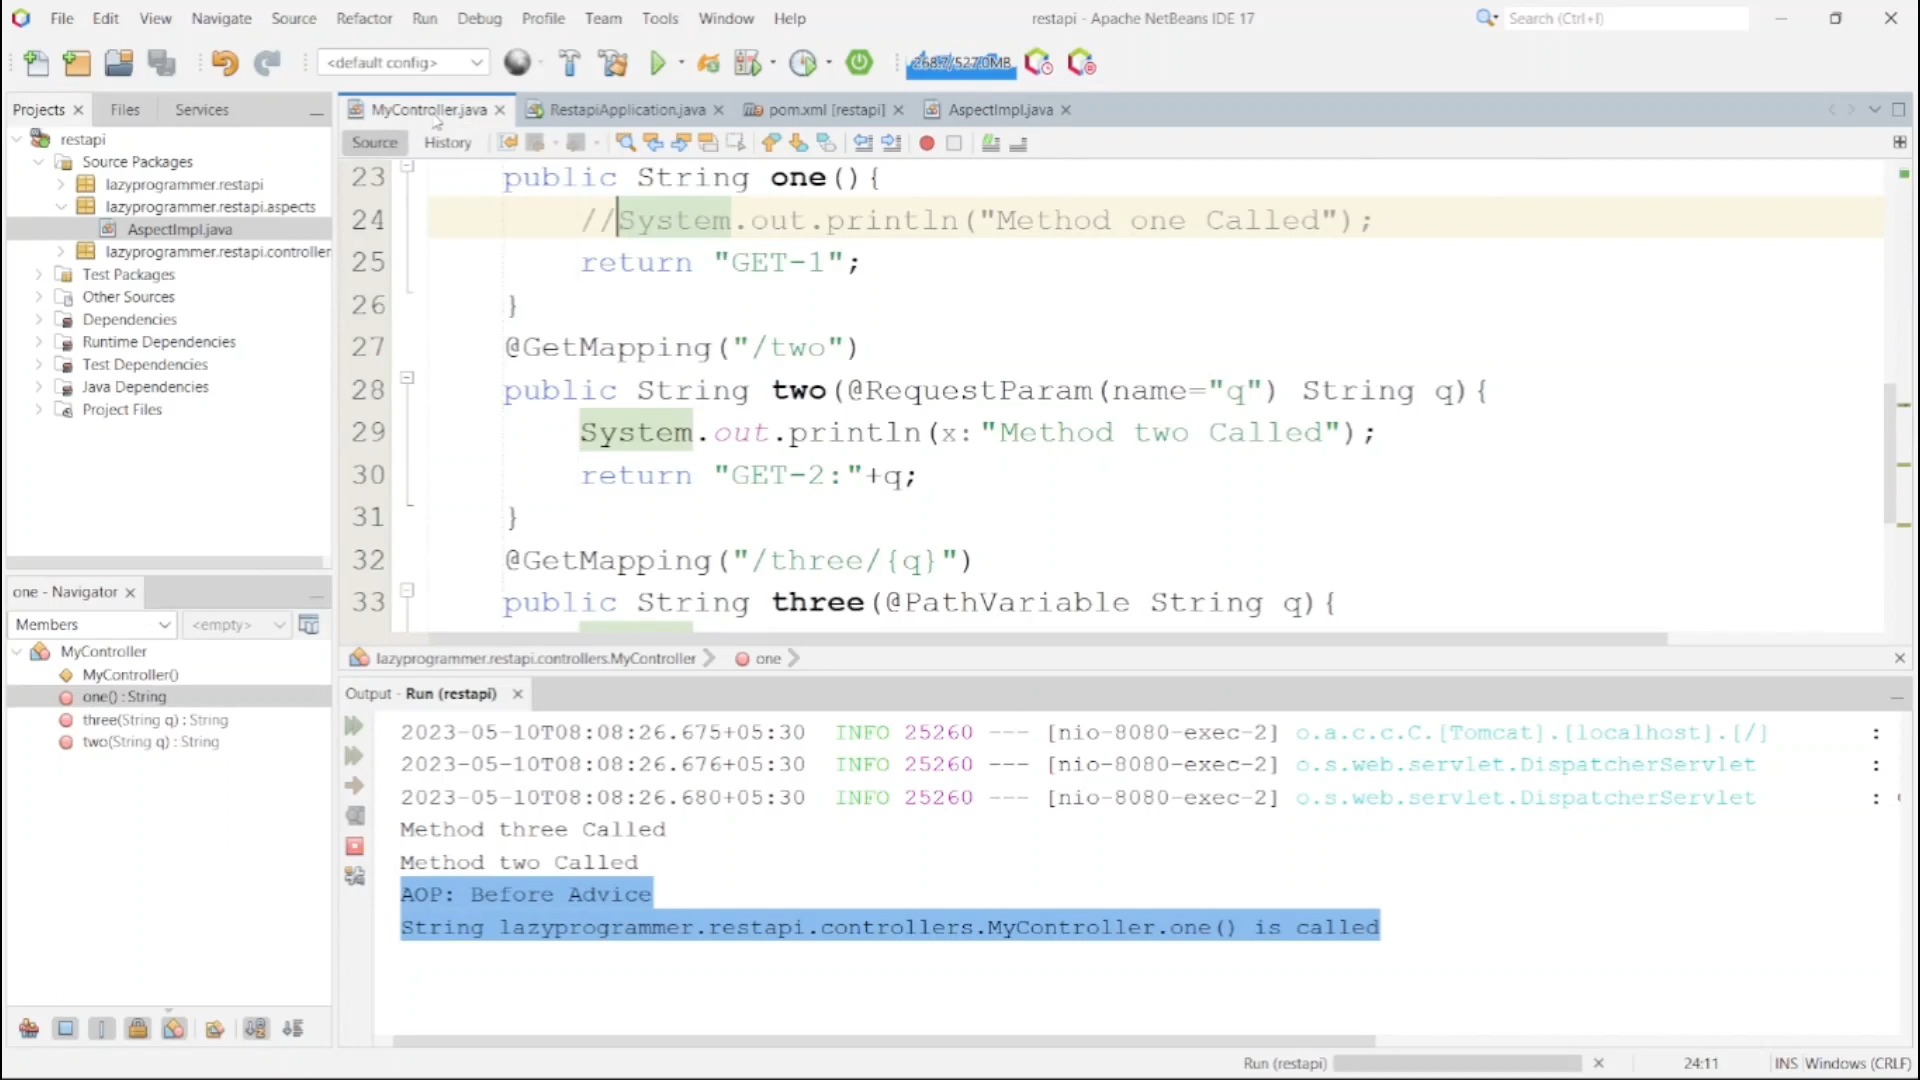 File Edit View Navigate Source Refactor Run Debug Profile Team Tools Window Help
restapi - Apache NetBeans IDE 17
Search (Ctrl+I)
<default config>
268.7/527.0MB
Projects Files Services
MyController.java RestapiApplication.java pom.xml [restapi] AspectImpl.java
Source History
restapi
Source Packages
lazyprogrammer.restapi
lazyprogrammer.restapi.aspects
AspectImpl.java
lazyprogrammer.restapi.controller
Test Packages
Other Sources
Dependencies
Runtime Dependencies
Test Dependencies
Java Dependencies
Project Files
23 public String one(){
24 //System.out.println("Method one Called");
25 return "GET-1";
26 }
27 @GetMapping("/two")
28 public String two(@RequestParam(name="q") String q){
29 System.out.println(x:"Method two Called");
30 return "GET-2:"+q;
31 }
32 @GetMapping("/three/{q}")
33 public String three(@PathVariable String q){
lazyprogrammer.restapi.controllers.MyController one
one - Navigator
Members <empty>
MyController
MyController()
one() : String
three(String q) : String
two(String q) : String
Output - Run (restapi)
2023-05-10T08:08:26.675+05:30 INFO 25260 --- [nio-8080-exec-2] o.a.c.c.C.[Tomcat].[localhost].[/] :
2023-05-10T08:08:26.676+05:30 INFO 25260 --- [nio-8080-exec-2] o.s.web.servlet.DispatcherServlet :
2023-05-10T08:08:26.680+05:30 INFO 25260 --- [nio-8080-exec-2] o.s.web.servlet.DispatcherServlet :
Method three Called
Method two Called
AOP: Before Advice
String lazyprogrammer.restapi.controllers.MyController.one() is called
Run (restapi)
24:11
INS Windows (CRLF)